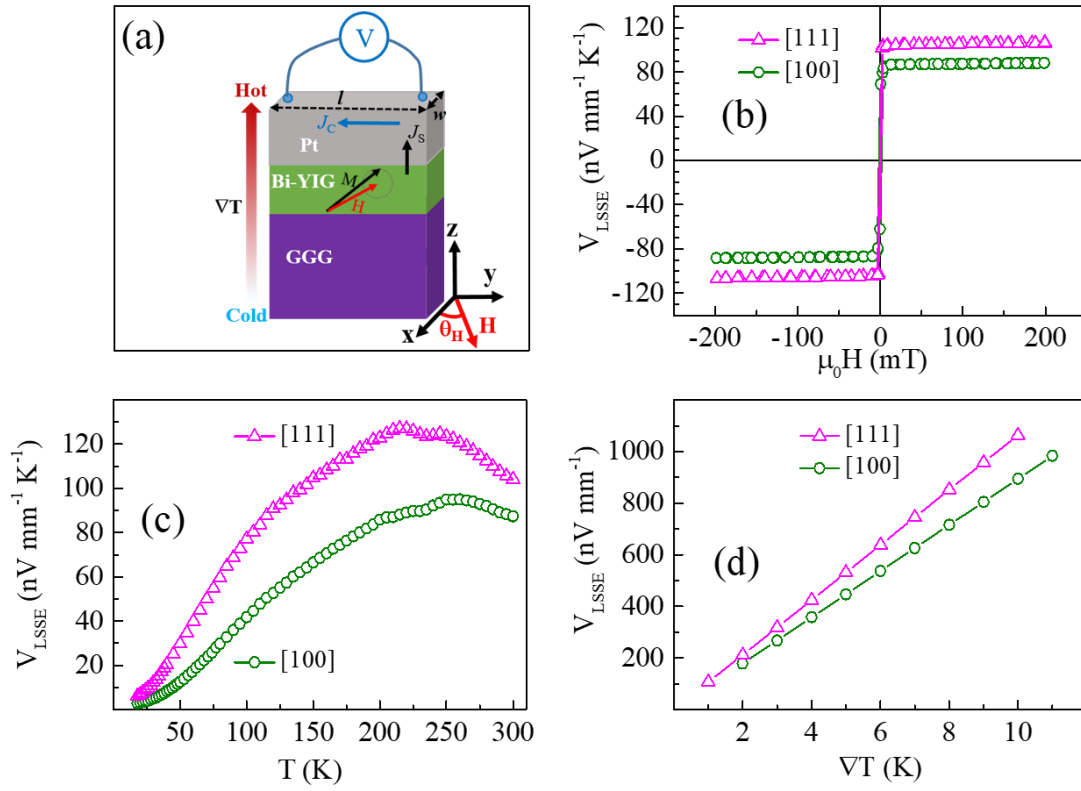 (a)
V
Hot
l
w
J_C
J_S
Pt
Bi-YIG
M
H
∇T
GGG
z
y
Cold
x
θ_H
H
120
80
40
0
-40
-80
-120
V_LSSE (nV mm⁻¹ K⁻¹)
[111]
[100]
(b)
-200 -100 0 100 200
μ₀H (mT)
120
100
80
60
40
20
V_LSSE (nV mm⁻¹ K⁻¹)
[111]
(c)
[100]
50 100 150 200 250 300
T (K)
1000
800
600
400
200
V_LSSE (nV mm⁻¹)
[111]
[100]
(d)
2 4 6 8 10
∇T (K)